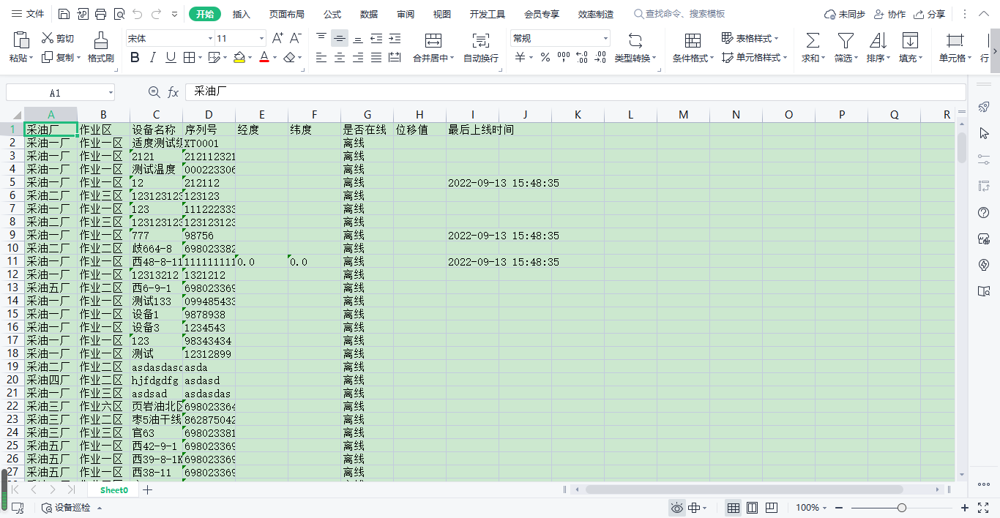 文件 开始 插入 页面布局 公式 数据 审阅 视图 开发工具 会员专享 效率制造 查找命令、搜索模板 未同步 协作 分享
剪切 宋体 11 A+ A- 常规 表格样式
粘贴 复制 格式刷 B I U A 合并居中 自动换行 ¥ % 000 类型转换 条件格式 单元格样式 求和 筛选 排序 填充 单元格 行
A1 fx 采油厂
A B C D E F G H I J K L M N O P Q R
1 采油厂 作业区 设备名称 序列号 经度 纬度 是否在线 位移值 最后上线时间
2 采油一厂 作业一区 适度测试 XT0001 离线
3 采油一厂 作业一区 2121 212112321 离线
4 采油一厂 作业一区 测试温度 000223306 离线
5 采油一厂 作业一区 12 212112 离线 2022-09-13 15:48:35
6 采油二厂 作业三区 123123123 123123 离线
7 采油一厂 作业一区 123 111222333 离线
8 采油二厂 作业三区 123123123 123123123 离线
9 采油一厂 作业一区 777 98756 离线 2022-09-13 15:48:35
10 采油二厂 作业二区 歧664-8 698023382 离线
11 采油一厂 作业一区 西48-8-11 1111111111 0.0 0.0 离线 2022-09-13 15:48:35
12 采油一厂 作业一区 12313212 1321212 离线
13 采油五厂 作业二区 西6-9-1 698023369 离线
14 采油一厂 作业一区 测试133 099485433 离线
15 采油一厂 作业一区 设备1 9878938 离线
16 采油一厂 作业一区 设备3 1234543 离线
17 采油一厂 作业一区 123 98343434 离线
18 采油一厂 作业一区 测试 12312899 离线
19 采油二厂 作业二区 asdasdasd asda 离线
20 采油四厂 作业二区 hjfdgdfg asdasd 离线
21 采油一厂 作业三区 asdsad asdasdas 离线
22 采油三厂 作业六区 页岩油北区 698023364 离线
23 采油三厂 作业二区 枣5油干线 862875042 离线
24 采油三厂 作业三区 官63 698023381 离线
25 采油五厂 作业一区 西42-9-1 698023369 离线
26 采油五厂 作业一区 西39-8-1K 698023369 离线
27 采油五厂 作业一区 西38-11 698023369 离线
Sheet0
设备巡检 100%